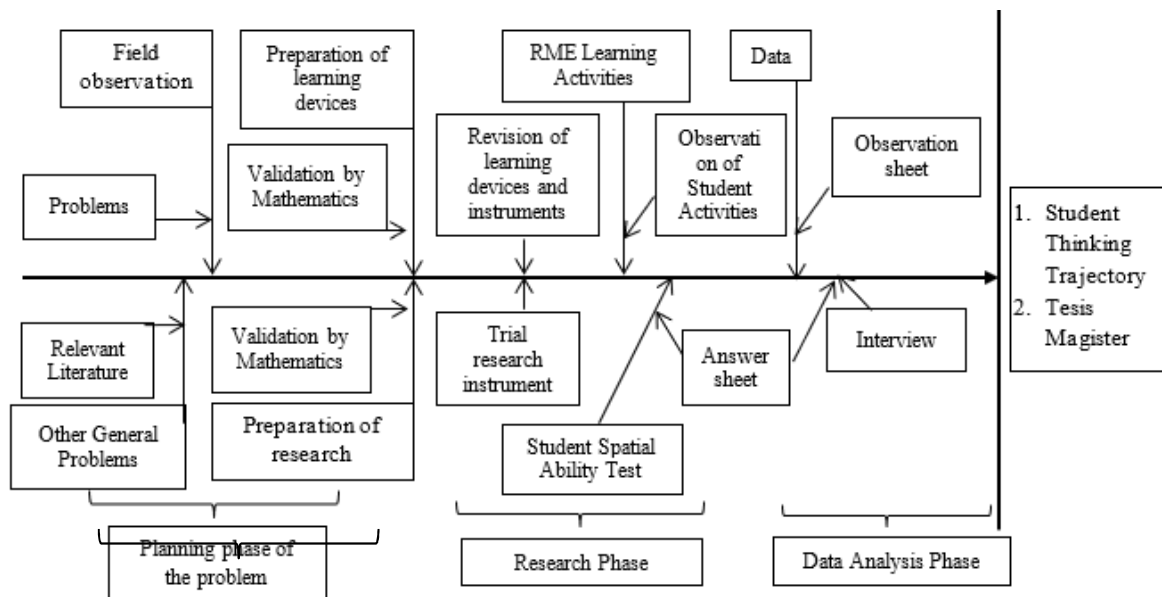 Field
observation
Preparation of
learning
devices
RME Learning
Activities
Data
Problems
Validation by
Mathematics
Revision of
learning
devices and
instruments
Observati
on of
Student
Activities
Observation
sheet
1. Student
Thinking
Trajectory
2. Tesis
Magister
Relevant
Literature
Other General
Problems
Validation by
Mathematics
Preparation of
research
Trial
research
instrument
Student Spatial
Ability Test
Answer
sheet
Interview
Planning phase of
the problem
Research Phase
Data Analysis Phase